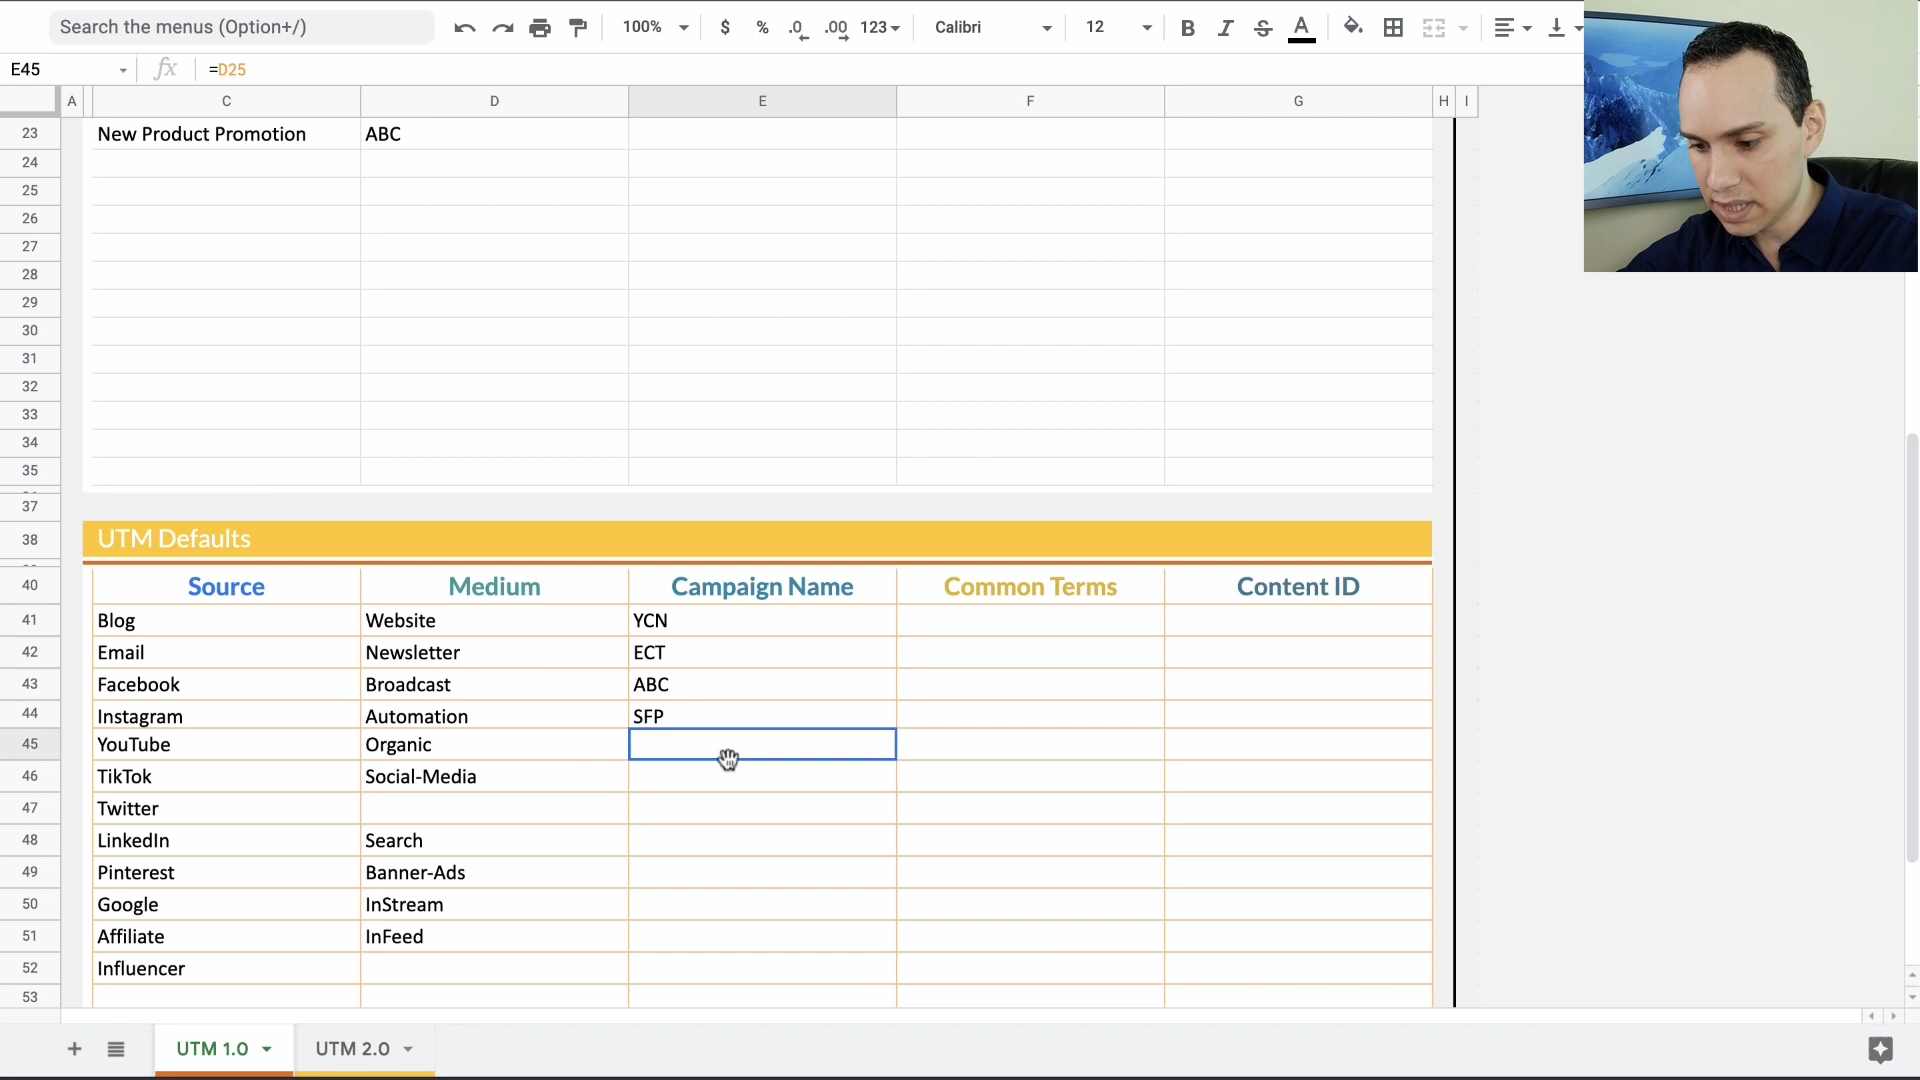 Search the menus (Option+/)
100%
$
%
.0
.00
123
Calibri
12
B
I
S
A
E45
fx
=D25
A
C
D
E
F
G
H
I
23
New Product Promotion
ABC
24
25
26
27
28
29
30
31
32
33
34
35
37
38
UTM Defaults
40
Source
Medium
Campaign Name
Common Terms
Content ID
41
Blog
Website
YCN
42
Email
Newsletter
ECT
43
Facebook
Broadcast
ABC
44
Instagram
Automation
SFP
45
YouTube
Organic
46
TikTok
Social-Media
47
Twitter
48
LinkedIn
Search
49
Pinterest
Banner-Ads
50
Google
InStream
51
Affiliate
InFeed
52
Influencer
53
UTM 1.0
UTM 2.0